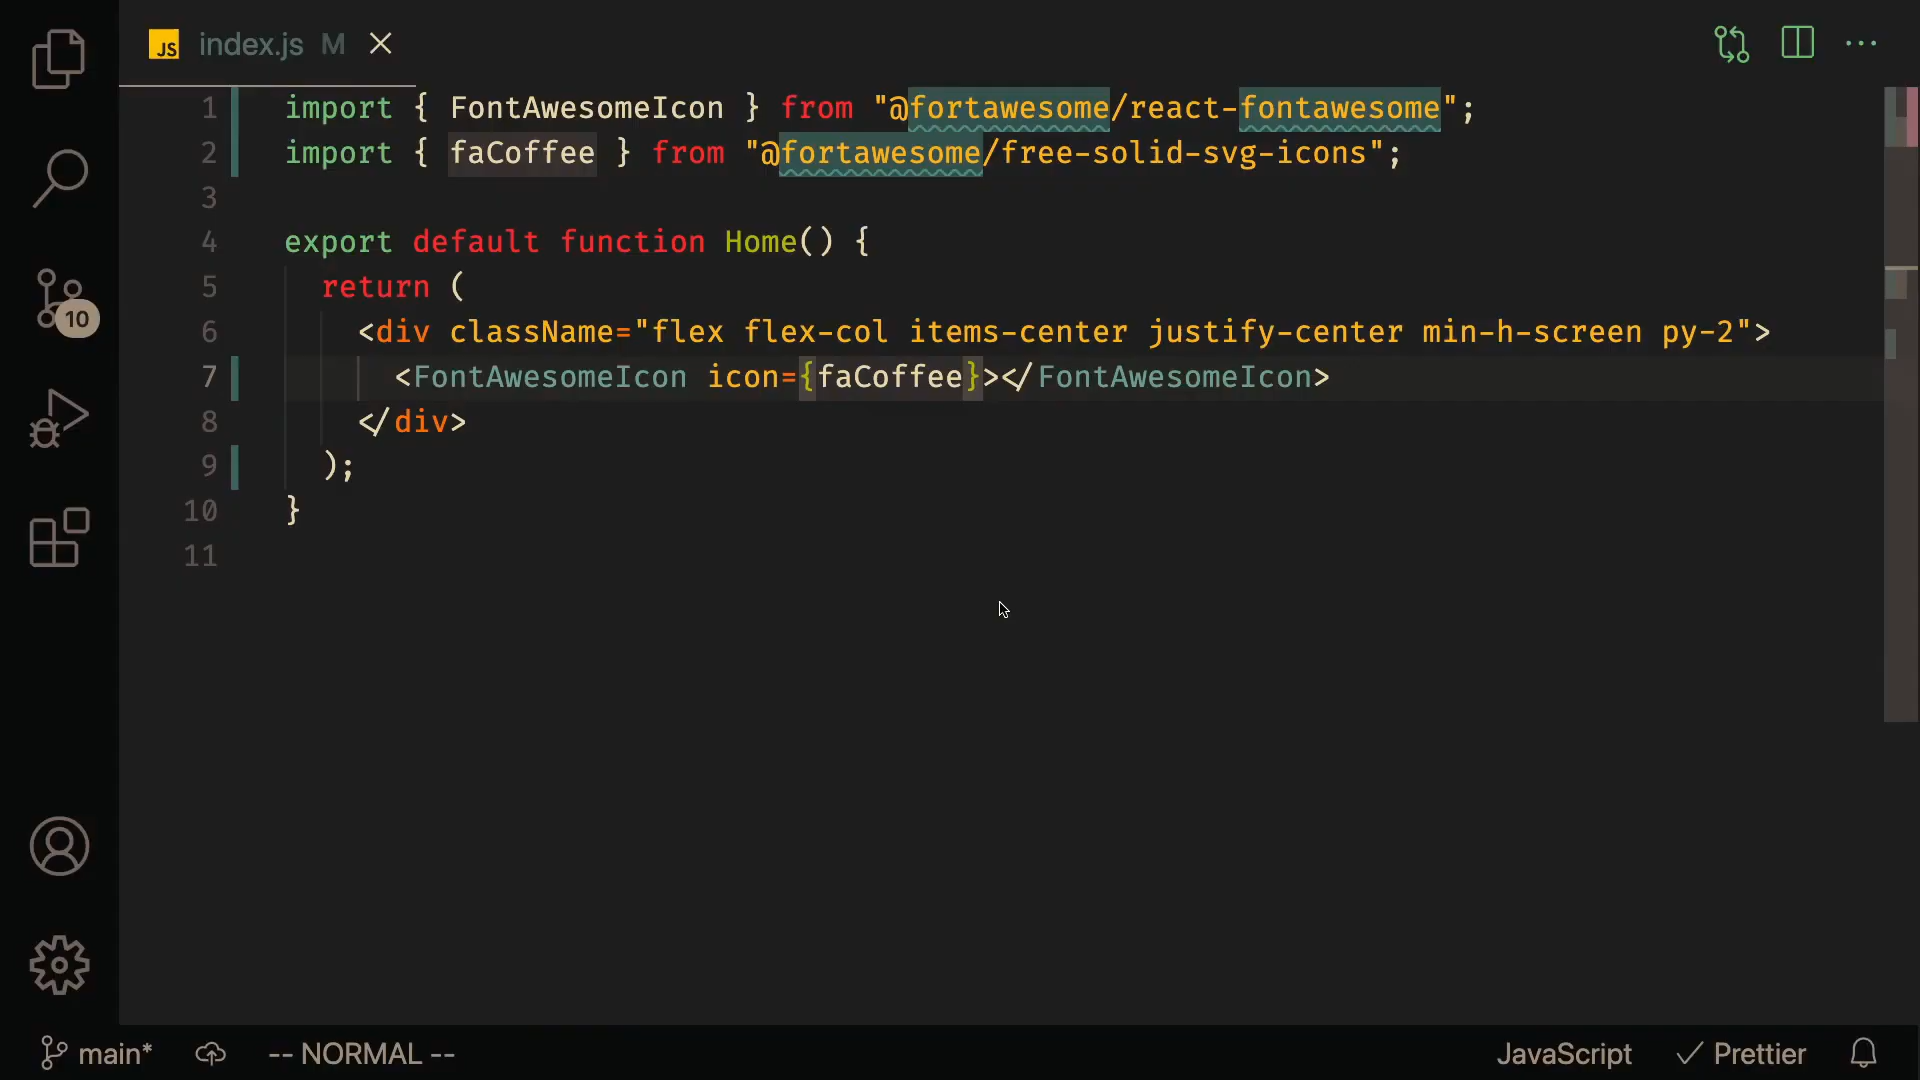 JS index.js M
1 import { FontAwesomeIcon } from "@fortawesome/react-fontawesome";
2 import { faCoffee } from "@fortawesome/free-solid-svg-icons";
3
4 export default function Home() {
5   return (
6     <div className="flex flex-col items-center justify-center min-h-screen py-2">
7       <FontAwesomeIcon icon={faCoffee}></FontAwesomeIcon>
8     </div>
9   );
10 }
11
10
main* -- NORMAL -- JavaScript Prettier